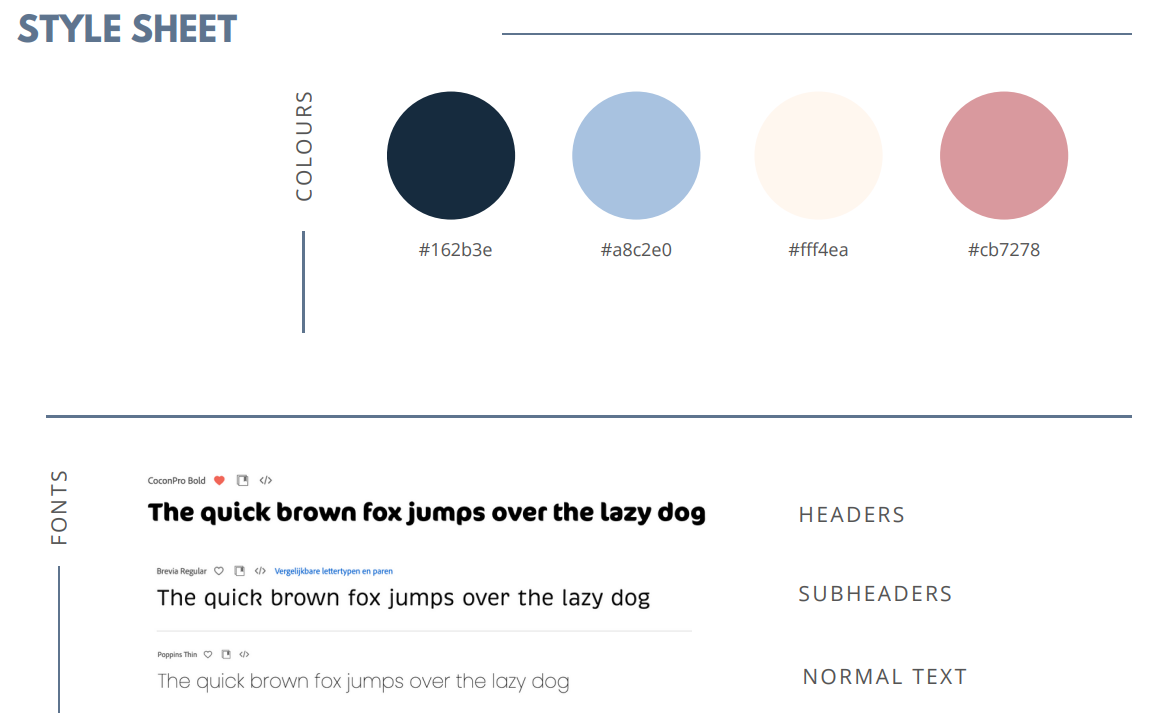 STYLE SHEET
COLOURS
#162b3e
#a8c2e0
#fff4ea
#cb7278
FONTS
CoconPro Bold
The quick brown fox jumps over the lazy dog
HEADERS
Brevia Regular </> Vergelijkbare lettertypen en paren
The quick brown fox jumps over the lazy dog
SUBHEADERS
Poppins Thin
The quick brown fox jumps over the lazy dog
NORMAL TEXT